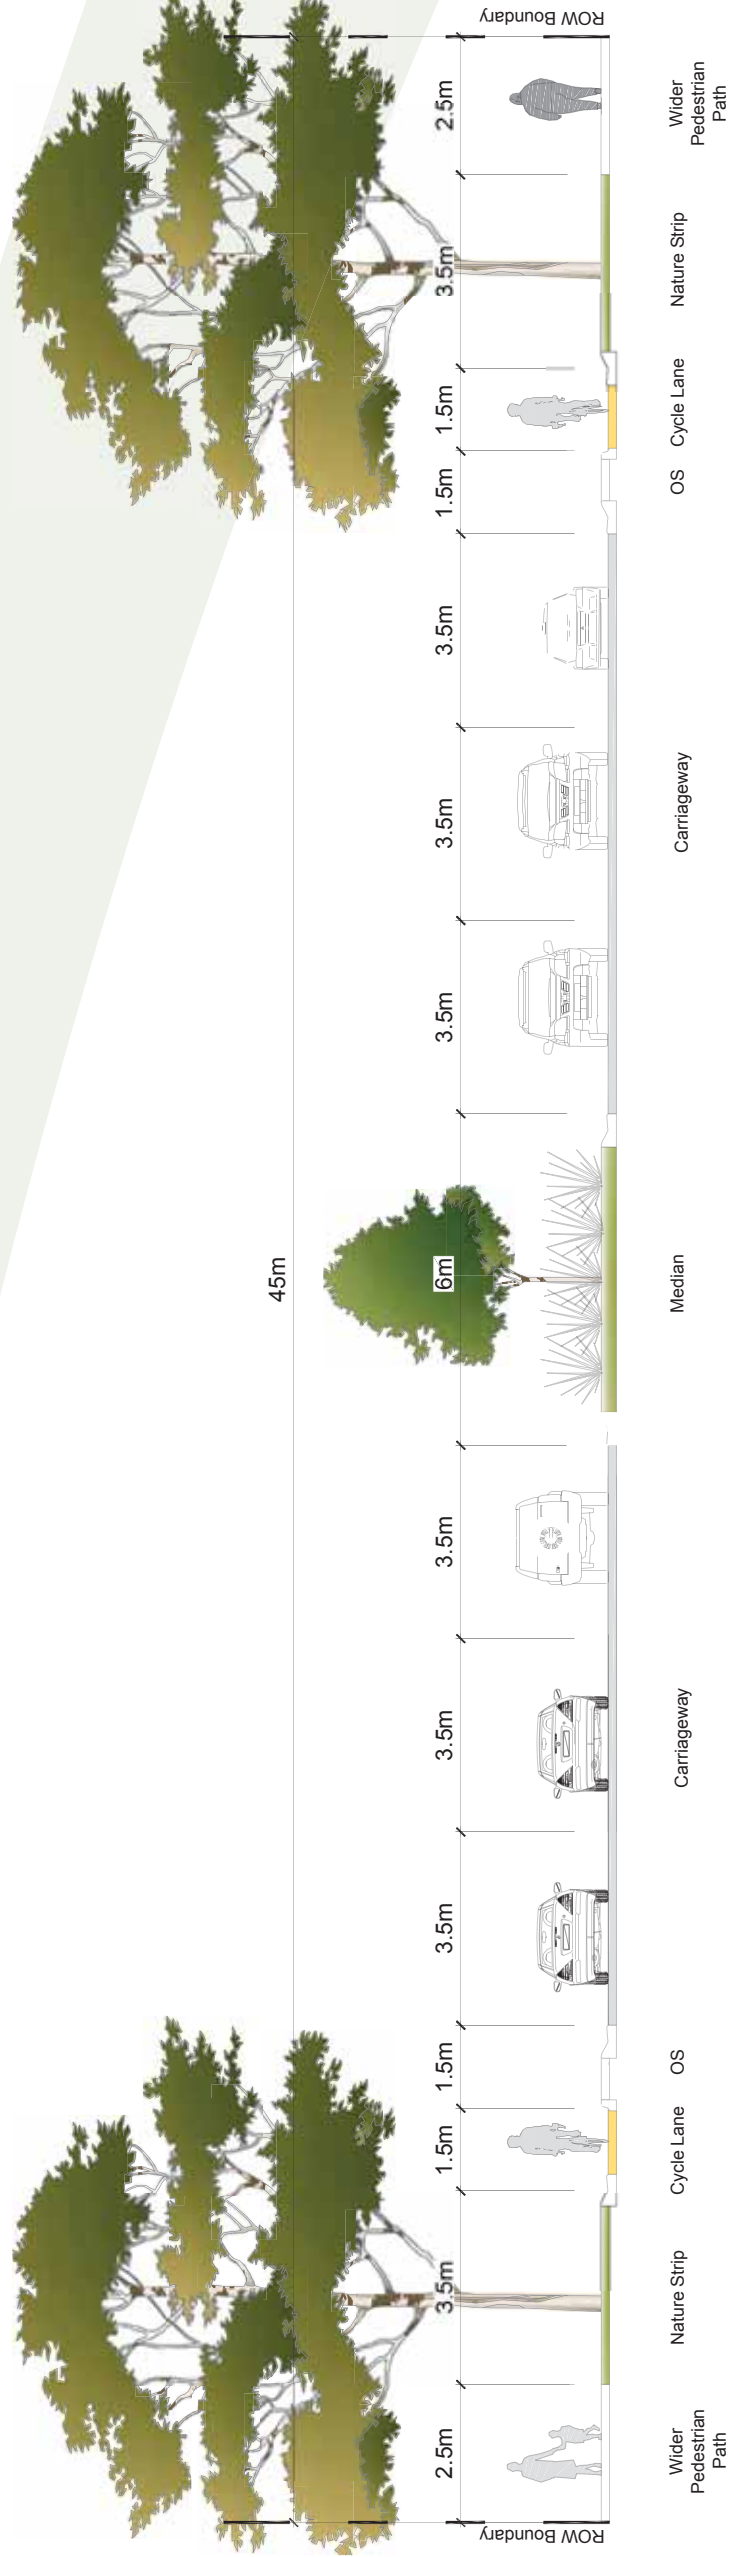 45m
2.5m
3.5m
1.5m
1.5m
3.5m
3.5m
3.5m
6m
3.5m
3.5m
3.5m
1.5m
1.5m
3.5m
2.5m
ROW Boundary
ROW Boundary
Wider
Pedestrian
Path
Nature Strip
Cycle Lane
OS
Carriageway
Median
Carriageway
OS
Cycle Lane
Nature Strip
Wider
Pedestrian
Path